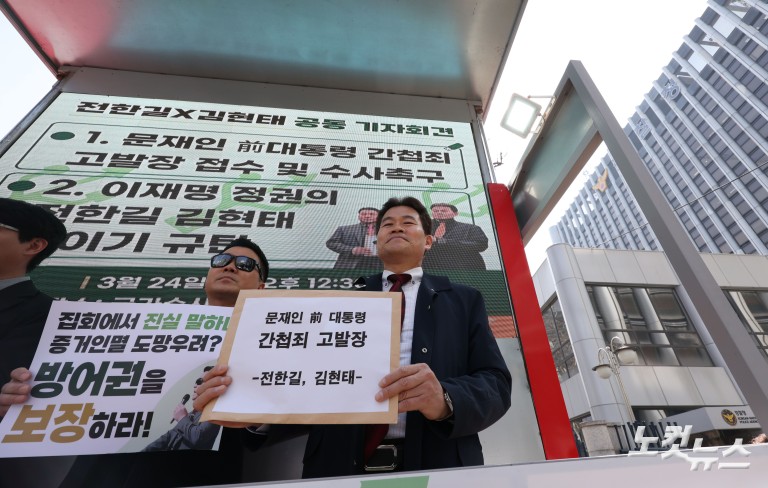 전한길X김현태 공동 기자회견
1. 문재인 前대통령 간첩죄
고발장 접수 및 수사촉구
2. 이재명 정권의
전한길 김현태
이기 규탄
3월 24일
오후 12:3
집회에서 진실 말하
증거인멸 도망우려?
방어권을
보장하라!
문재인 前 대통령
간첩죄 고발장
-전한길, 김현태-
노컷뉴스